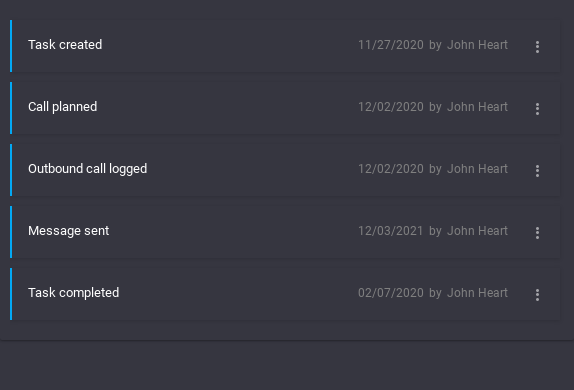 Task created 11/27/2020 by John Heart
Call planned 12/02/2020 by John Heart
Outbound call logged 12/02/2020 by John Heart
Message sent 12/03/2021 by John Heart
Task completed 02/07/2020 by John Heart